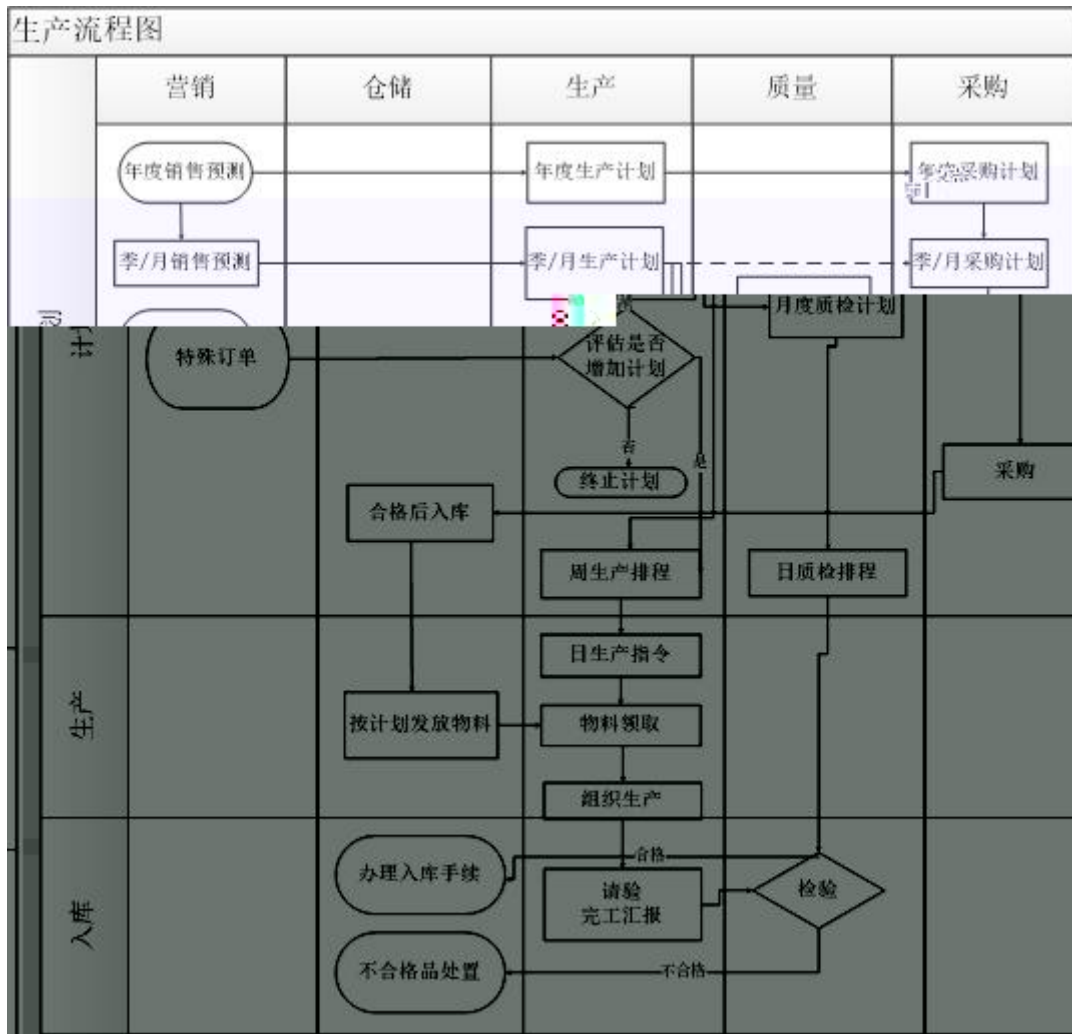 生产流程图
营销
仓储
生产
质量
采购
年度销售预测
年度生产计划
采购计划
季/月销售预测
季/月生产计划
季/月采购计划
月度质检计划
计划
特殊订单
评估是否
增加计划
否
是
终止计划
采购
合格后入库
周生产排程
日质检排程
生产
日生产指令
按计划发放物料
物料领取
组织生产
入库
办理入库手续
合格
请验
完工汇报
检验
不合格品处置
不合格